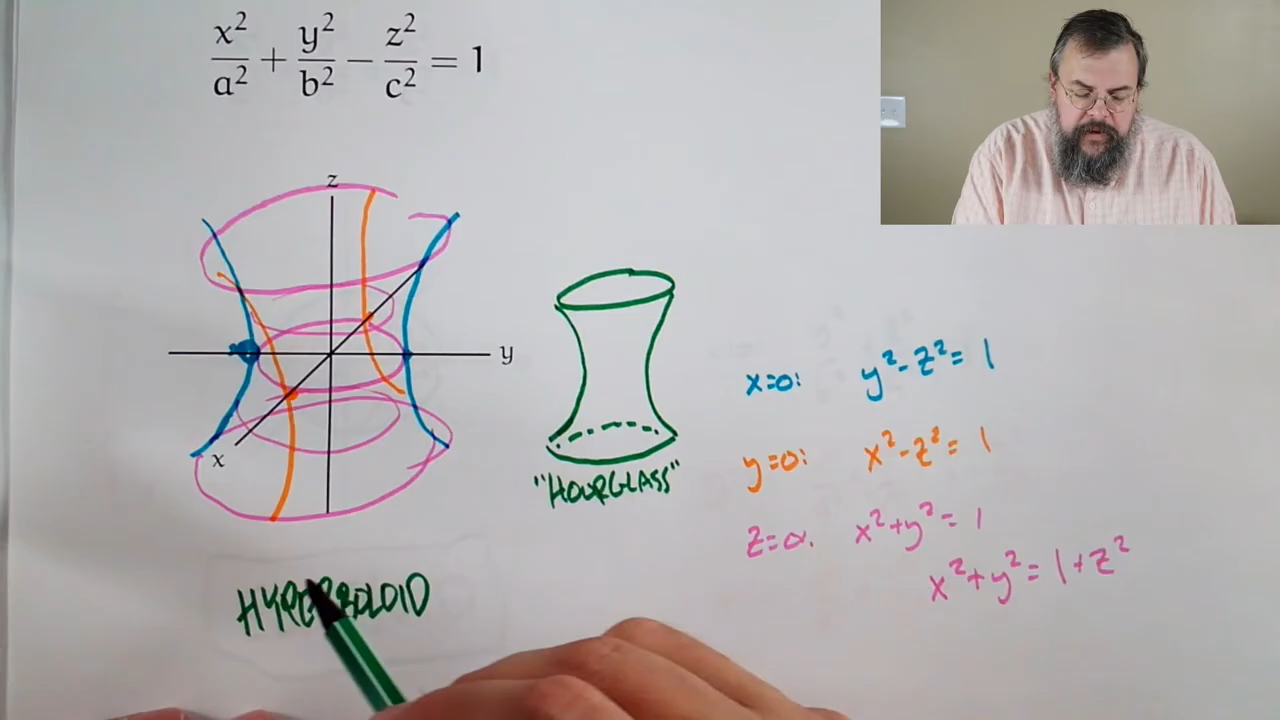 x²/a² + y²/b² − z²/c² = 1
z
y
x
"HOURGLASS"
x=0: y²-z²= 1
y=0: x²-z²= 1
z=0: x²+y²= 1
x²+y²= 1+z²
HYPERBOLOID